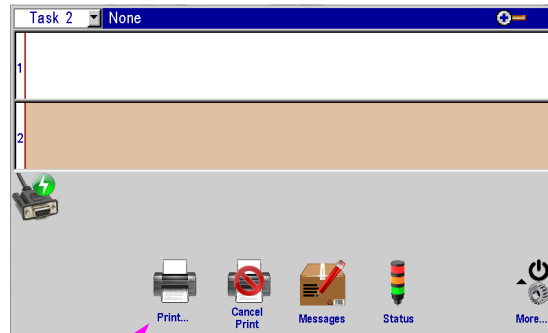 Task 2 None
1
2
Print...
Cancel
Print
Messages
Status
More...